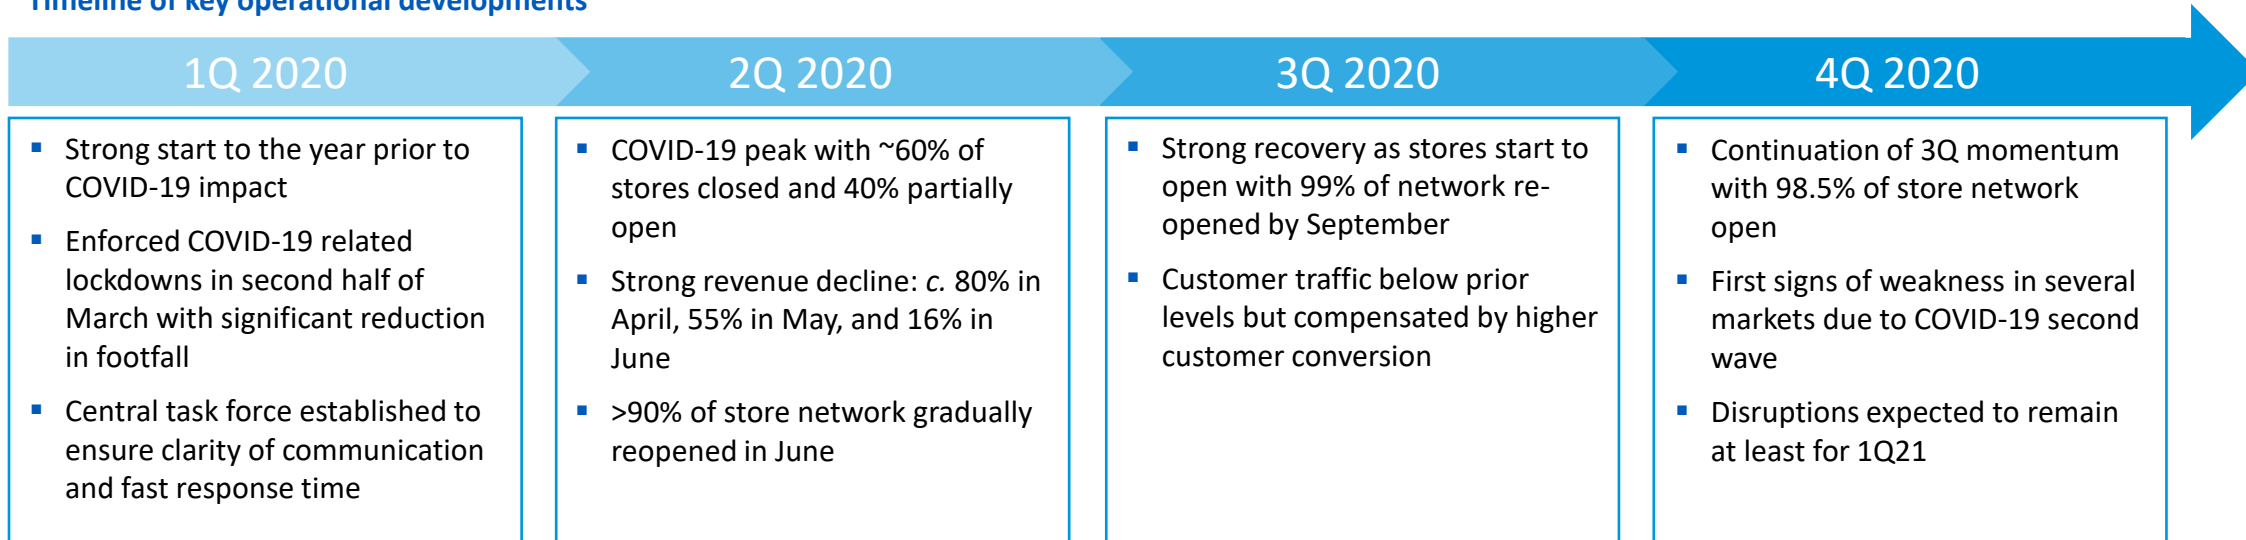 Timeline of key operational developments
1Q 2020
2Q 2020
3Q 2020
4Q 2020
▪ Strong start to the year prior to
COVID-19 impact
▪ Enforced COVID-19 related
lockdowns in second half of
March with significant reduction
in footfall
▪ Central task force established to
ensure clarity of communication
and fast response time
▪ COVID-19 peak with ~60% of
stores closed and 40% partially
open
▪ Strong revenue decline: c. 80% in
April, 55% in May, and 16% in
June
▪ >90% of store network gradually
reopened in June
▪ Strong recovery as stores start to
open with 99% of network re-
opened by September
▪ Customer traffic below prior
levels but compensated by higher
customer conversion
▪ Continuation of 3Q momentum
with 98.5% of store network
open
▪ First signs of weakness in several
markets due to COVID-19 second
wave
▪ Disruptions expected to remain
at least for 1Q21